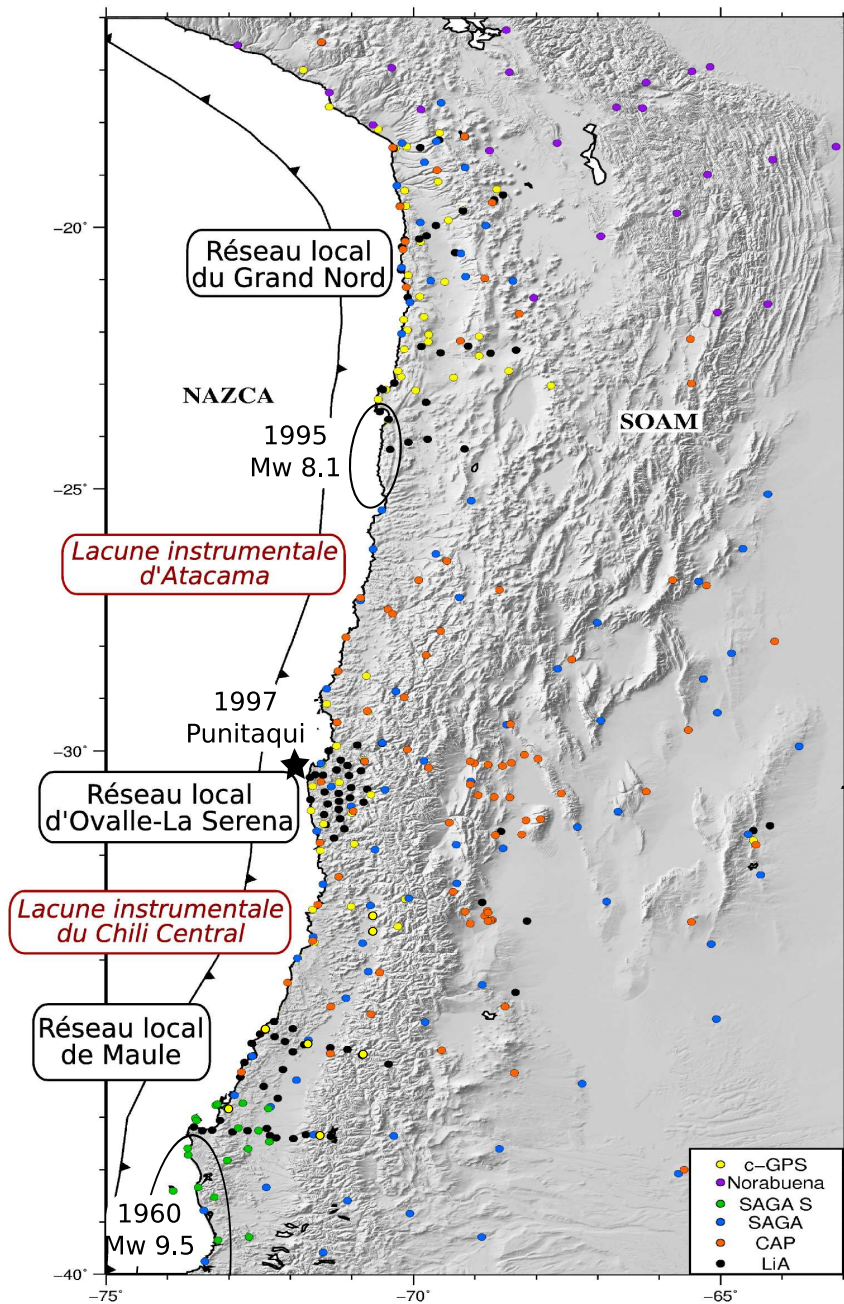 −20˚
Réseau local
du Grand Nord
NAZCA
SOAM
1995
Mw 8.1
−25˚
Lacune instrumentale
d'Atacama
1997
Punitaqui
−30˚
Réseau local
d'Ovalle-La Serena
Lacune instrumentale
du Chili Central
−35˚
Réseau local
de Maule
1960
Mw 9.5
c−GPS
Norabuena
SAGA S
SAGA
CAP
LiA
−40˚
−75˚
−70˚
−65˚